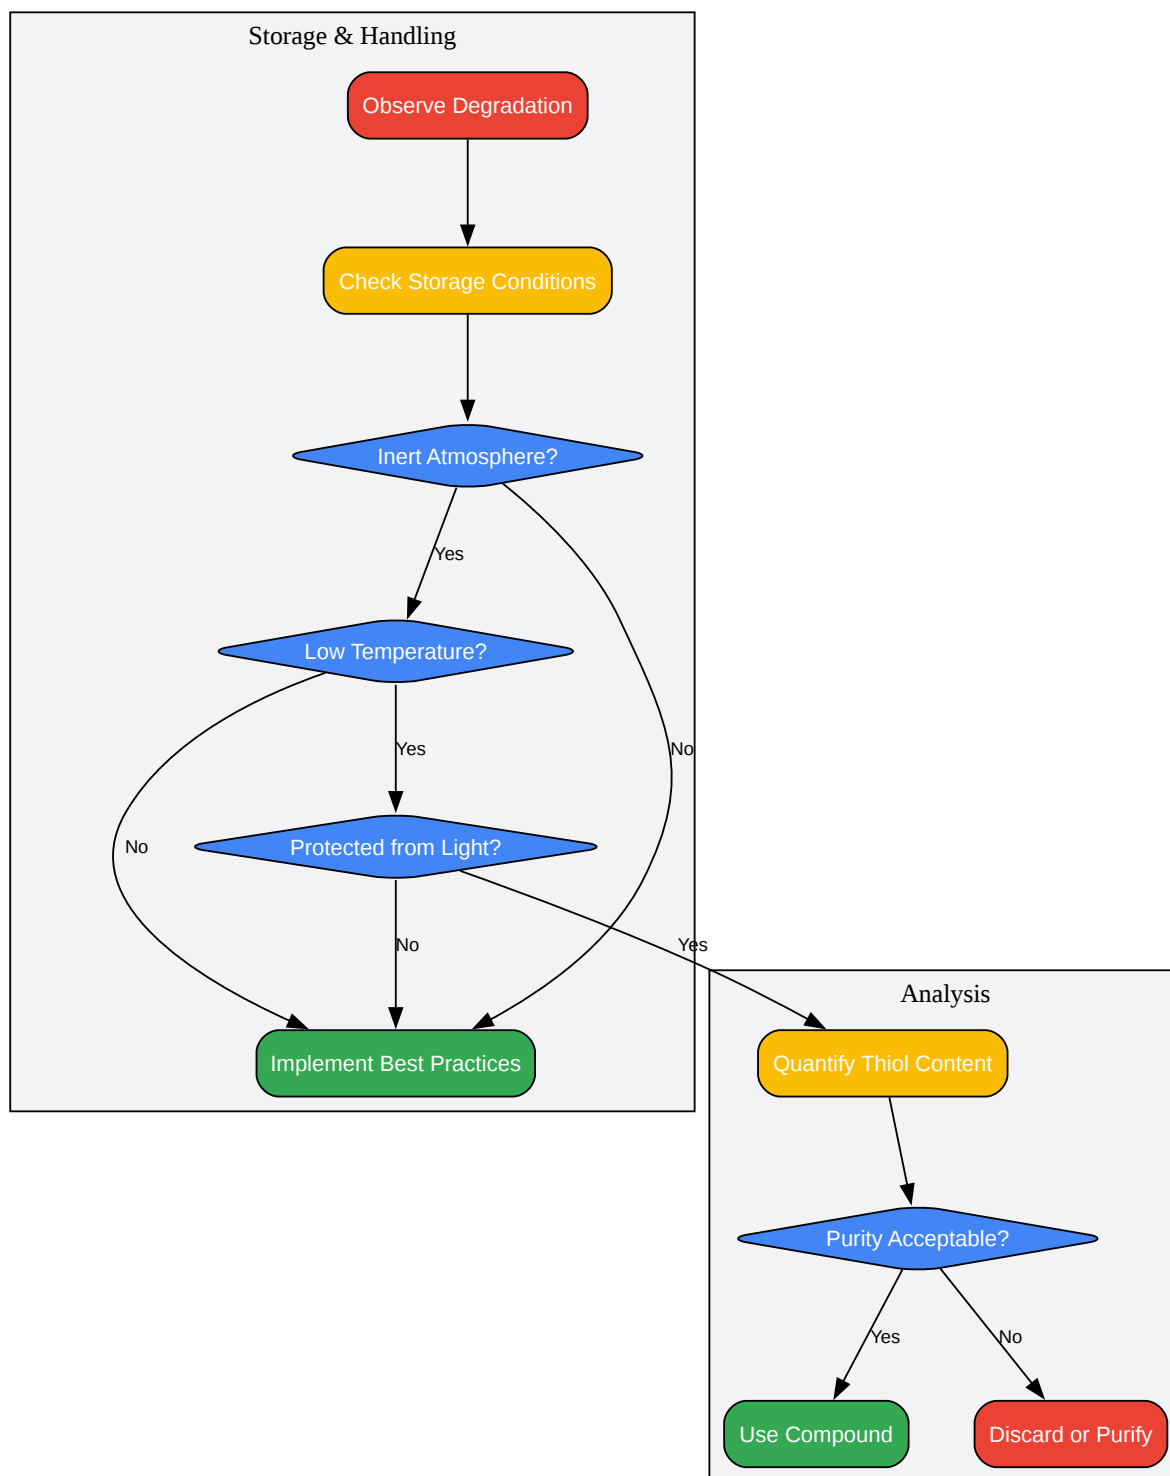 Storage & Handling
Observe Degradation
Check Storage Conditions
Inert Atmosphere?
Yes
Low Temperature?
Yes
No
No
Protected from Light?
No
Yes
Implement Best Practices
Analysis
Quantify Thiol Content
Purity Acceptable?
Yes
No
Use Compound
Discard or Purify